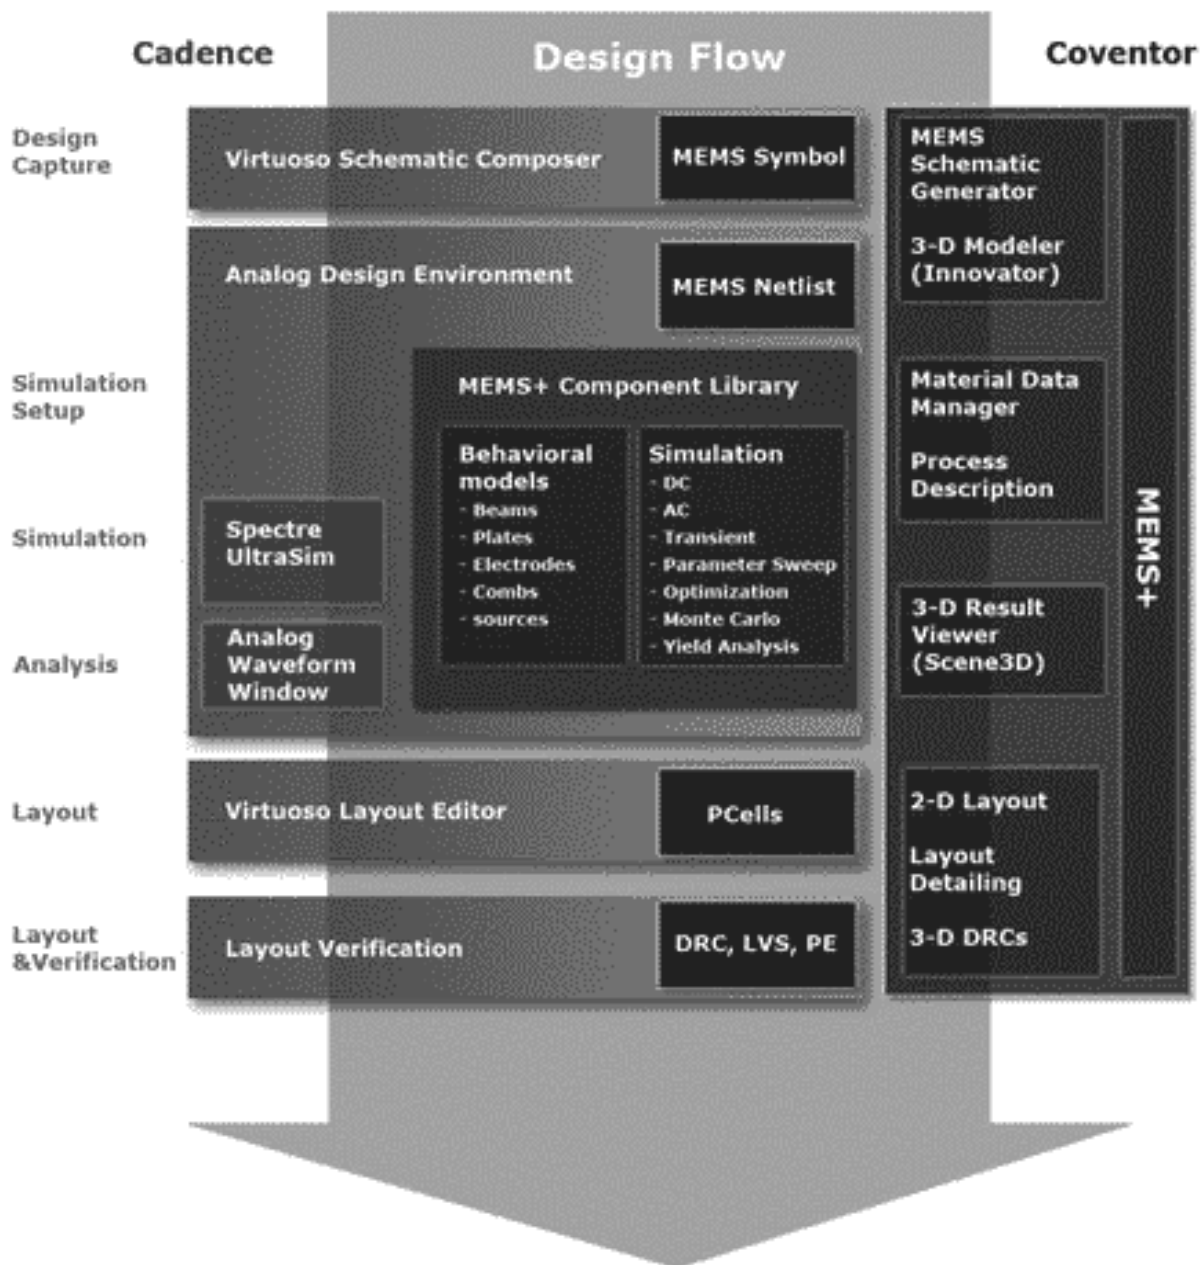 Cadence
Design Flow
Coventor
Design
Capture
Virtuoso Schematic Composer
MEMS Symbol
MEMS
Schematic
Generator
3-D Modeler
(Innovator)
Analog Design Environment
MEMS Netlist
Simulation
Setup
MEMS+ Component Library
Behavioral
models
- Beams
- Plates
- Electrodes
- Combs
- sources
Simulation
- DC
- AC
- Transient
- Parameter Sweep
- Optimization
- Monte Carlo
- Yield Analysis
Material Data
Manager
Process
Description
MEMS+
Simulation
Spectre
UltraSim
Analysis
Analog
Waveform
Window
3-D Result
Viewer
(Scene3D)
Layout
Virtuoso Layout Editor
PCells
2-D Layout
Layout
Detailing
3-D DRCs
Layout
&Verification
Layout Verification
DRC, LVS, PE